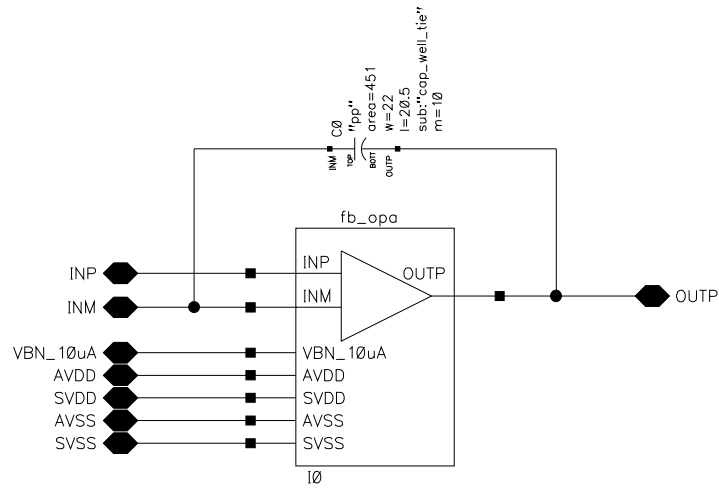 C0
"pp"
area=451
w=22
l=20.5
sub:"cap_well_tie"
m=10
INM
TOP
BOTT
OUTP
fb_opa
INP
INP
OUTP
INM
INM
OUTP
VBN_10uA
VBN_10uA
AVDD
AVDD
SVDD
SVDD
AVSS
AVSS
SVSS
SVSS
I0